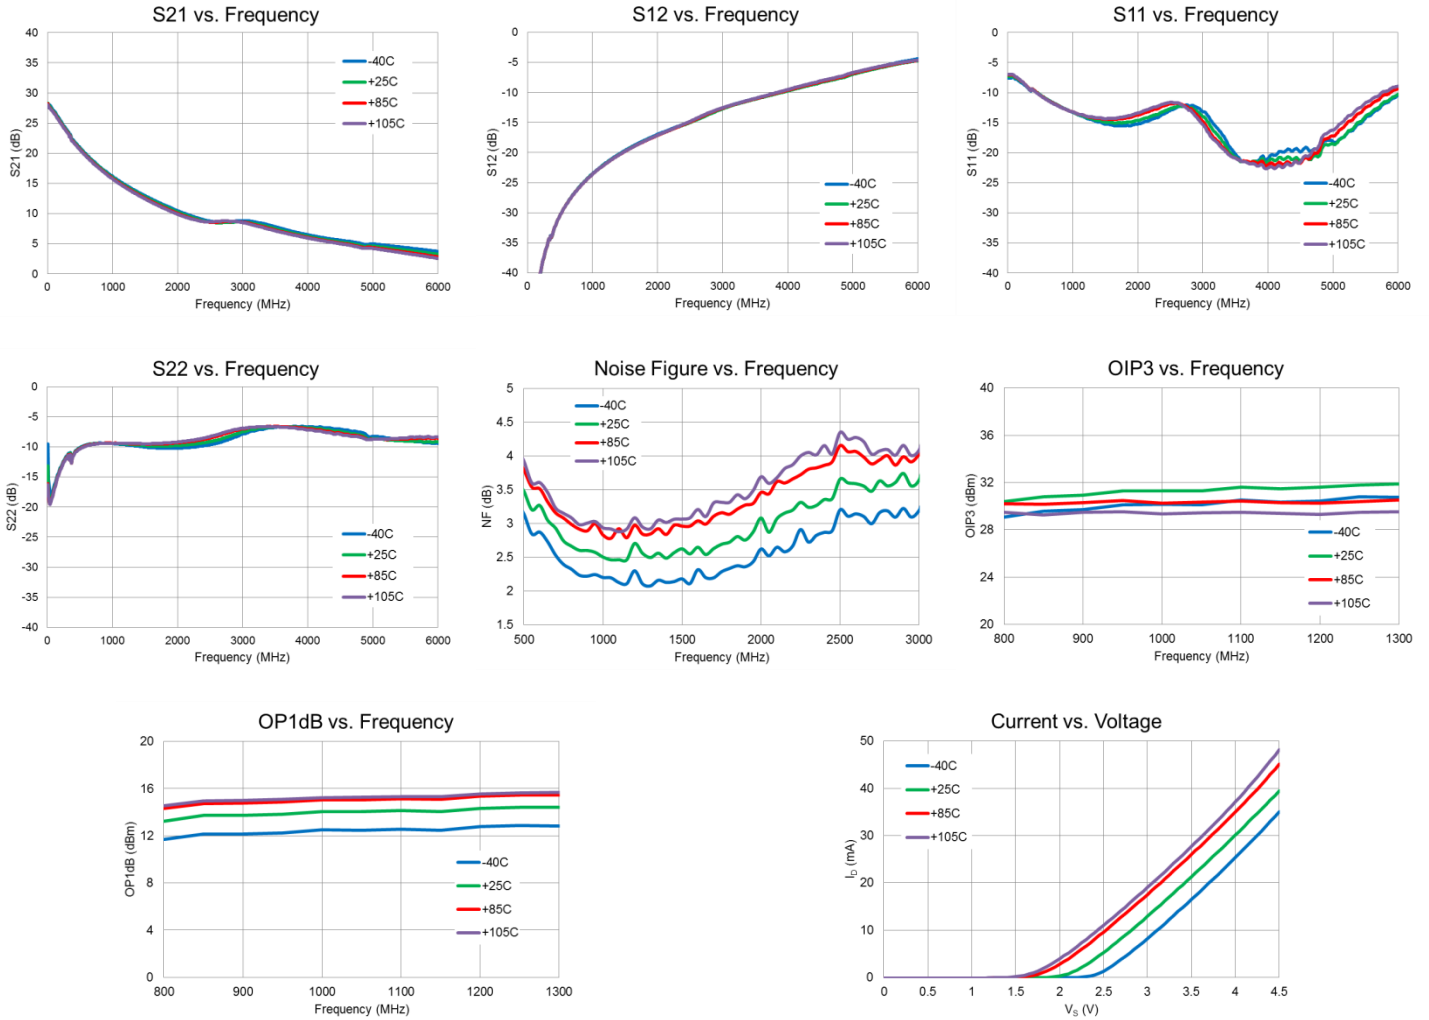 S21 vs. Frequency
S21 (dB)
40
35
30
25
20
15
10
5
0
-40C
+25C
+85C
+105C
0 1000 2000 3000 4000 5000 6000
Frequency (MHz)
S12 vs. Frequency
S12 (dB)
0
-5
-10
-15
-20
-25
-30
-35
-40
-40C
+25C
+85C
+105C
0 1000 2000 3000 4000 5000 6000
Frequency (MHz)
S11 vs. Frequency
S11 (dB)
0
-5
-10
-15
-20
-25
-30
-35
-40
-40C
+25C
+85C
+105C
0 1000 2000 3000 4000 5000 6000
Frequency (MHz)
S22 vs. Frequency
S22 (dB)
0
-5
-10
-15
-20
-25
-30
-35
-40
-40C
+25C
+85C
+105C
0 1000 2000 3000 4000 5000 6000
Frequency (MHz)
Noise Figure vs. Frequency
NF (dB)
5
4.5
4
3.5
3
2.5
2
1.5
-40C
+25C
+85C
+105C
500 1000 1500 2000 2500 3000
Frequency (MHz)
OIP3 vs. Frequency
OIP3 (dBm)
40
36
32
28
24
20
-40C
+25C
+85C
+105C
800 900 1000 1100 1200 1300
Frequency (MHz)
OP1dB vs. Frequency
OP1dB (dBm)
20
16
12
8
4
0
-40C
+25C
+85C
+105C
800 900 1000 1100 1200 1300
Frequency (MHz)
Current vs. Voltage
I_D (mA)
50
40
30
20
10
0
-40C
+25C
+85C
+105C
0 0.5 1 1.5 2 2.5 3 3.5 4 4.5
V_S (V)